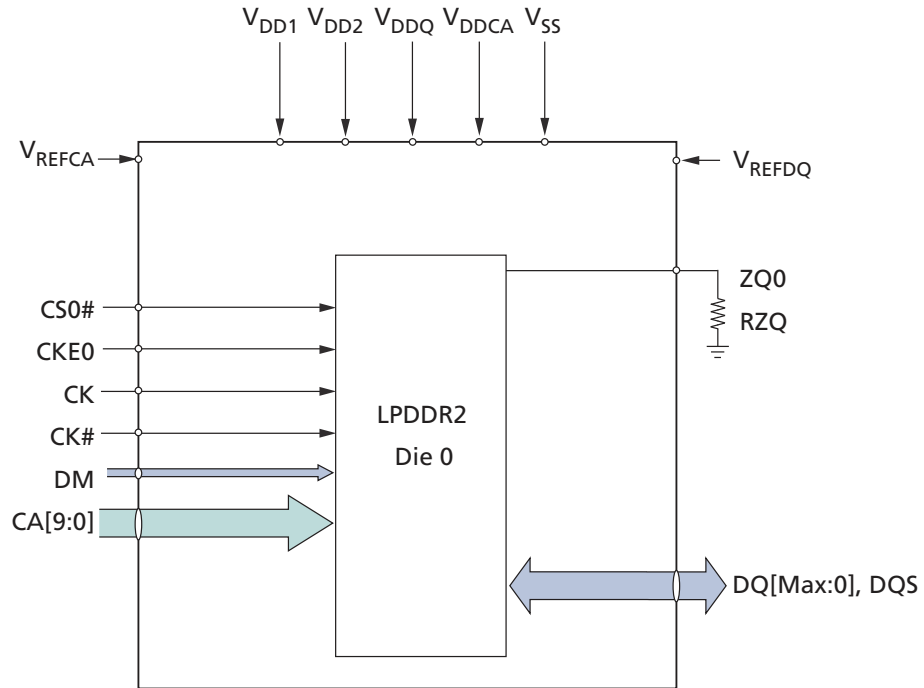 VDD1 VDD2 VDDQ VDDCA VSS
VREFCA
VREFDQ
ZQ0
RZQ
CS0#
CKE0
CK
CK#
DM
CA[9:0]
LPDDR2
Die 0
DQ[Max:0], DQS